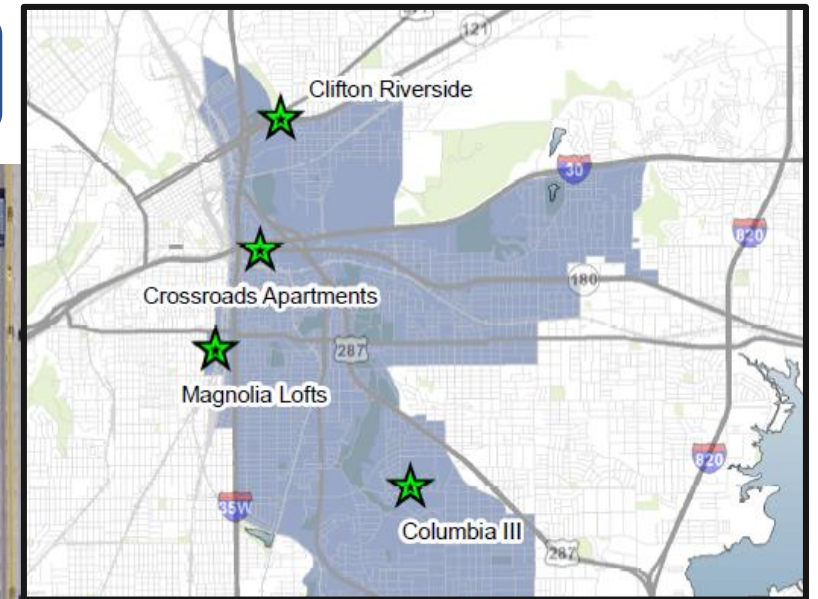 121
Clifton Riverside
30
820
Crossroads Apartments
180
287
Magnolia Lofts
820
35W
Columbia III
287